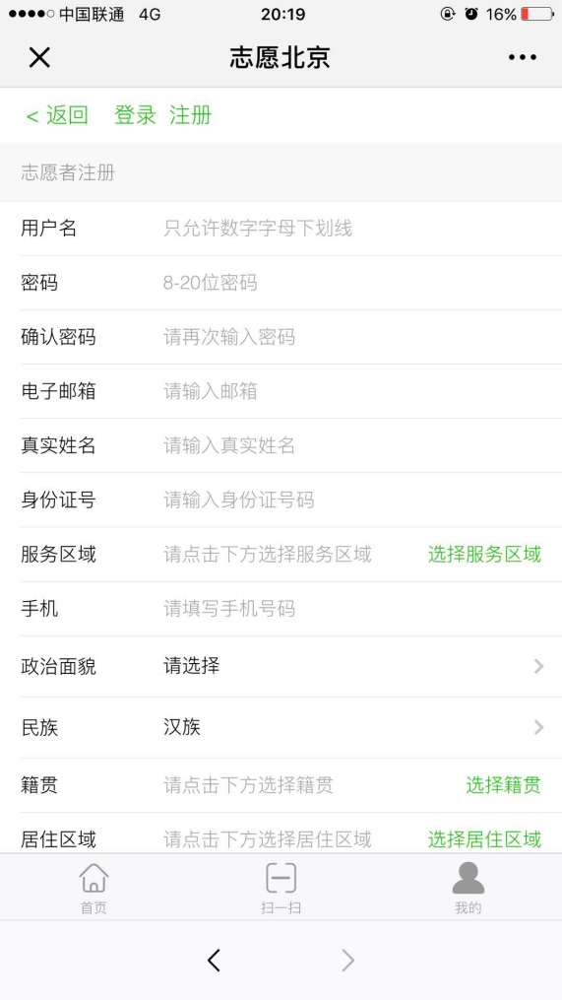 中国联通 4G 20:19 16%
志愿北京
< 返回 登录 注册
志愿者注册
用户名 只允许数字字母下划线
密码 8-20位密码
确认密码 请再次输入密码
电子邮箱 请输入邮箱
真实姓名 请输入真实姓名
身份证号 请输入身份证号码
服务区域 请点击下方选择服务区域 选择服务区域
手机 请填写手机号码
政治面貌 请选择
民族 汉族
籍贯 请点击下方选择籍贯 选择籍贯
居住区域 请点击下方选择居住区域 选择居住区域
首页 扫一扫 我的